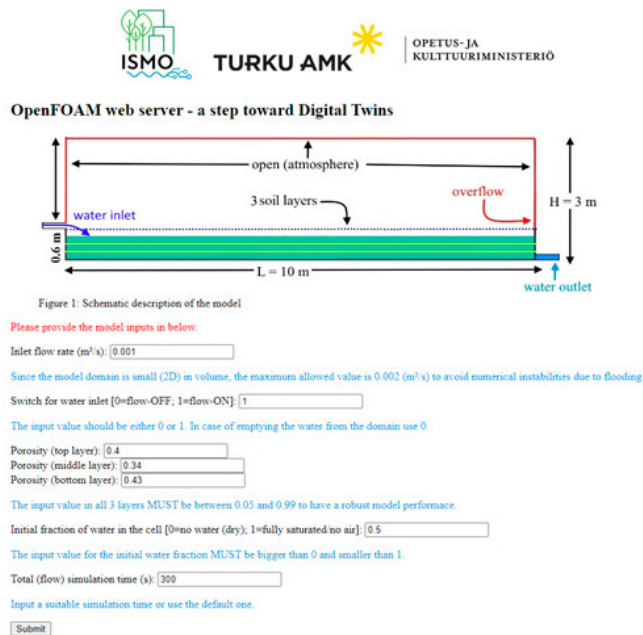 ISMO
TURKU AMK
OPETUS- JA
KULTTUURIMINISTERIÖ
OpenFOAM web server - a step toward Digital Twins
open (atmosphere)
3 soil layers
overflow
H = 3 m
water inlet
0.6 m
L = 10 m
water outlet
Figure 1: Schematic description of the model
Please provide the model inputs in below.
Inlet flow rate (m³/s): 0.001
Since the model domain is small (2D) in volume, the maximum allowed value is 0.002 (m³/s) to avoid numerical instabilities due to flooding
Switch for water inlet [0=flow-OFF; 1=flow-ON]: 1
The input value should be either 0 or 1. In case of emptying the water from the domain use 0.
Porosity (top layer): 0.4
Porosity (middle layer): 0.34
Porosity (bottom layer): 0.43
The input value in all 3 layers MUST be between 0.05 and 0.99 to have a robust model performace.
Initial fraction of water in the cell [0=no water (dry); 1=fully saturated/no air]: 0.5
The input value for the initial water fraction MUST be bigger than 0 and smaller than 1.
Total (flow) simulation time (s): 300
Input a suitable simulation time or use the default one.
Submit